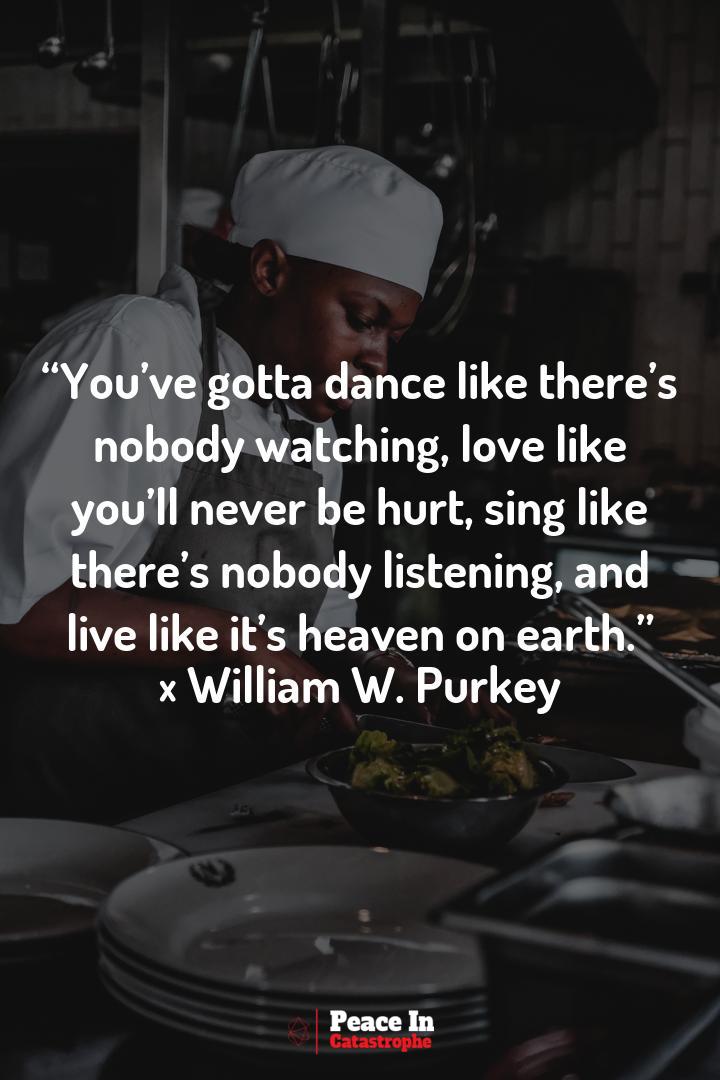 “You’ve gotta dance like there’s
nobody watching, love like
you’ll never be hurt, sing like
there’s nobody listening, and
live like it’s heaven on earth.”
x William W. Purkey
Peace In
Catastrophe